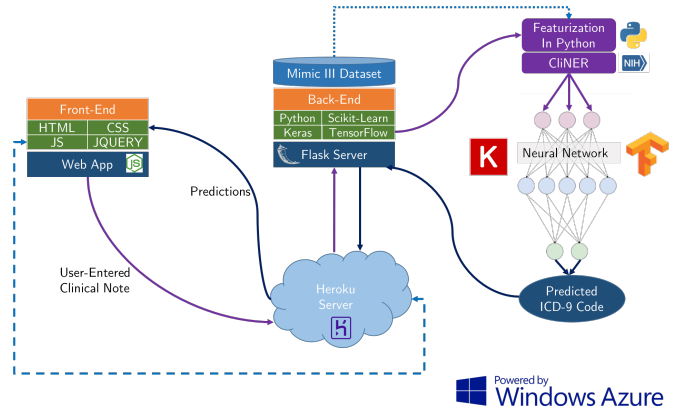 Featurization
In Python
CliNER
NIH
Mimic III Dataset
Back-End
Python
Scikit-Learn
Keras
TensorFlow
Flask Server
Front-End
HTML
CSS
JS
JQUERY
Web App
JS
K
Neural Network
Predictions
User-Entered
Clinical Note
Heroku
Server
Predicted
ICD-9 Code
Powered by
Windows Azure